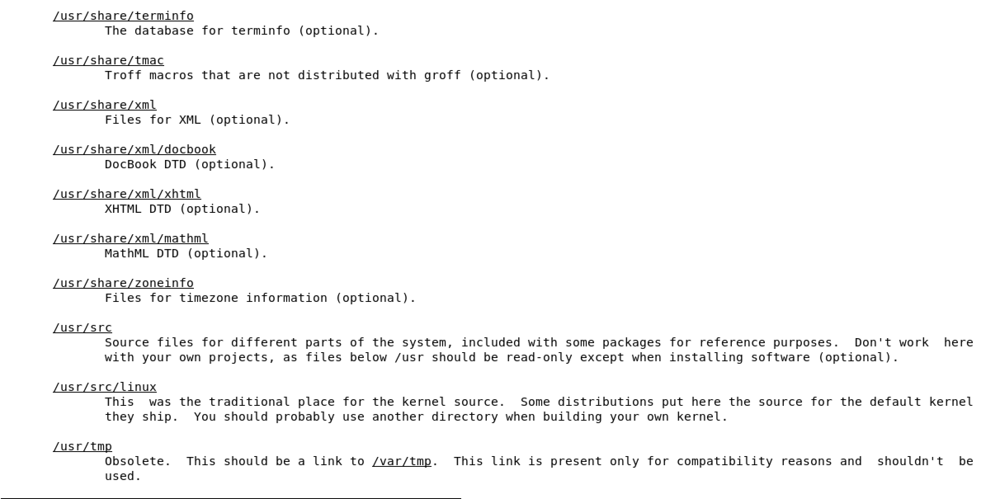 /usr/share/terminfo
The database for terminfo (optional).
/usr/share/tmac
Troff macros that are not distributed with groff (optional).
/usr/share/xml
Files for XML (optional).
/usr/share/xml/docbook
DocBook DTD (optional).
/usr/share/xml/xhtml
XHTML DTD (optional).
/usr/share/xml/mathml
MathML DTD (optional).
/usr/share/zoneinfo
Files for timezone information (optional).
/usr/src
Source files for different parts of the system, included with some packages for reference purposes.  Don't work  here
with your own projects, as files below /usr should be read-only except when installing software (optional).
/usr/src/linux
This  was the traditional place for the kernel source.  Some distributions put here the source for the default kernel
they ship.  You should probably use another directory when building your own kernel.
/usr/tmp
Obsolete.  This should be a link to /var/tmp.  This link is present only for compatibility reasons and  shouldn't  be
used.